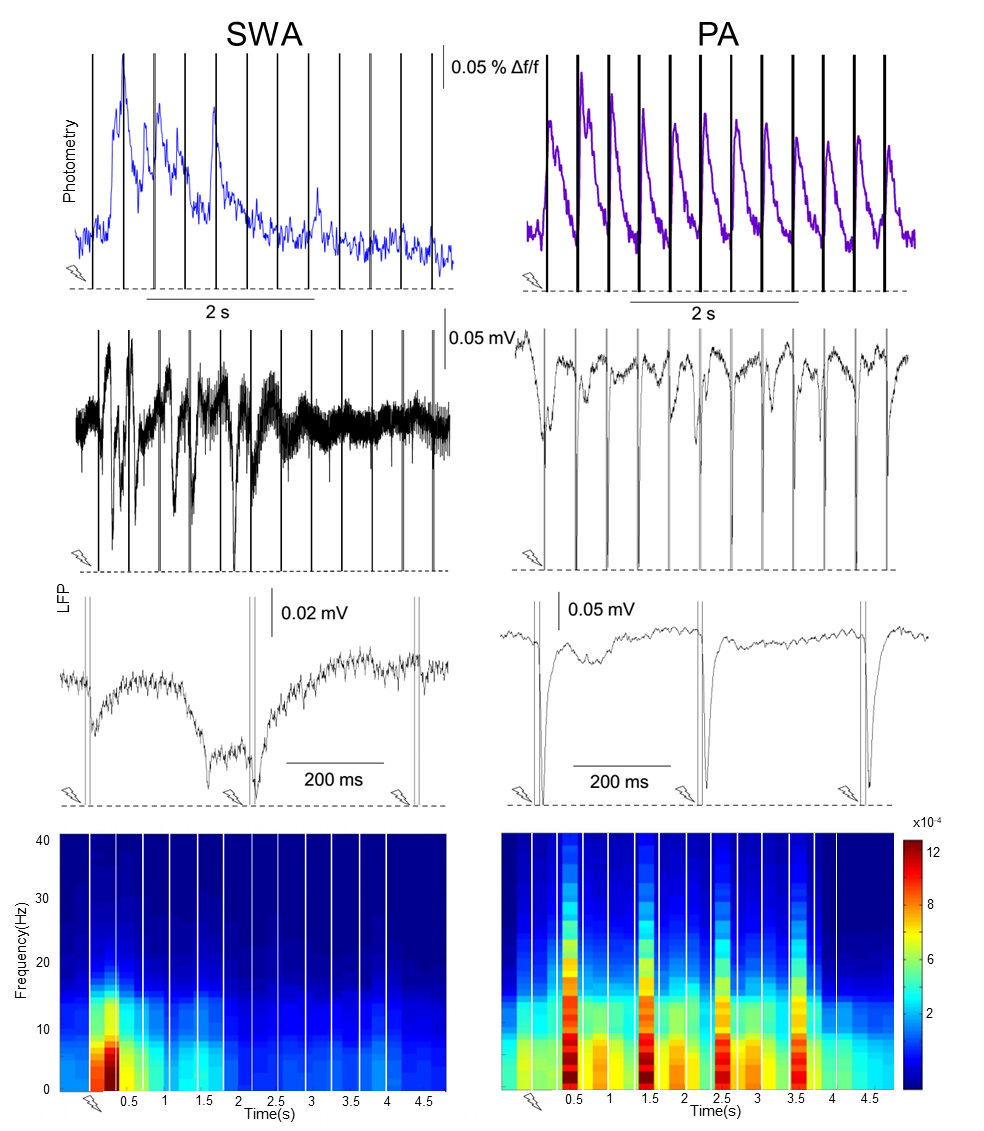 SWA PA
0.05 % Δf/f
Photometry
2 s 2 s
0.05 mV
LFP
0.02 mV 0.05 mV
200 ms 200 ms
x10⁻⁴
40
30
20
10
0
Frequency(Hz)
12
8
6
2
0.5 1 1.5 2 2.5 3 3.5 4 4.5
Time(s)
0.5 1 1.5 2 2.5 3 3.5 4 4.5
Time(s)